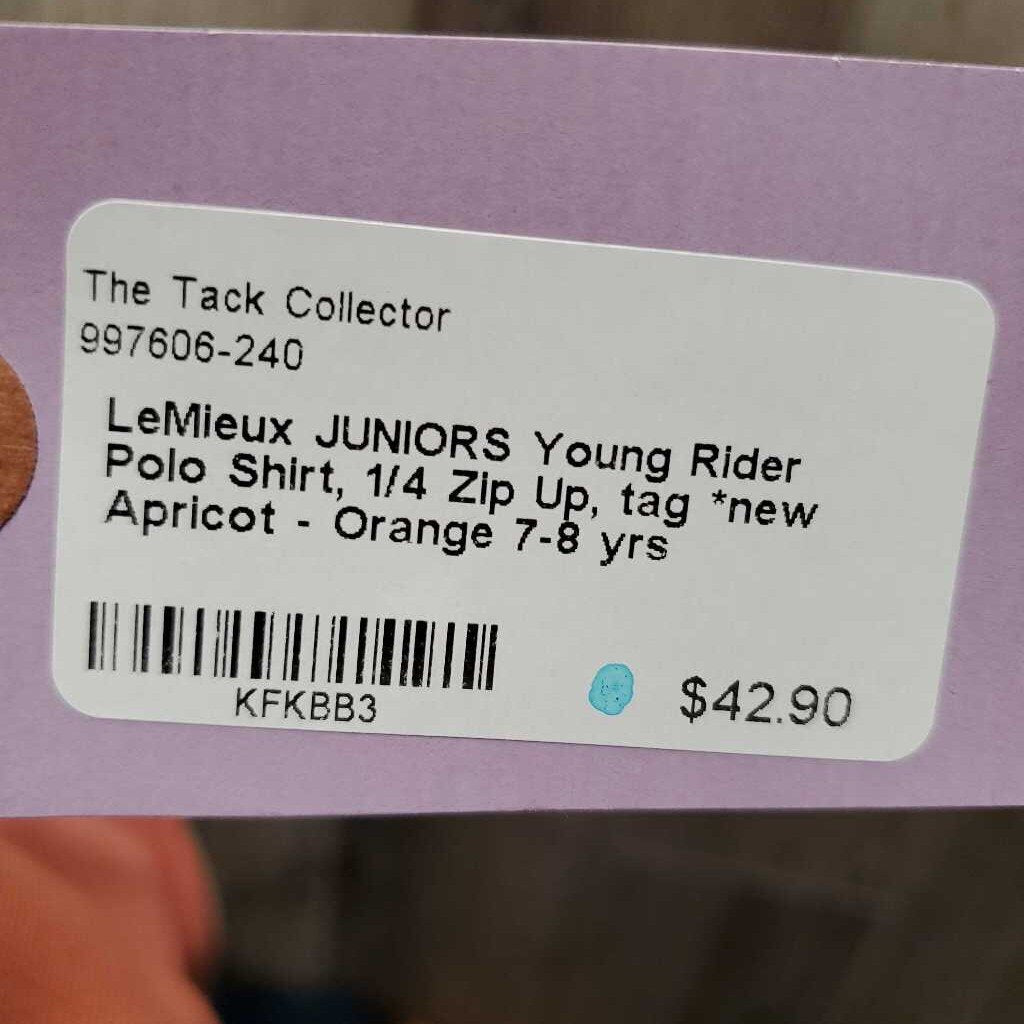 The Tack Collector
997606-240
LeMieux JUNIORS Young Rider
Polo Shirt, 1/4 Zip Up, tag *new
Apricot - Orange 7-8 yrs
KFKBB3
$42.90